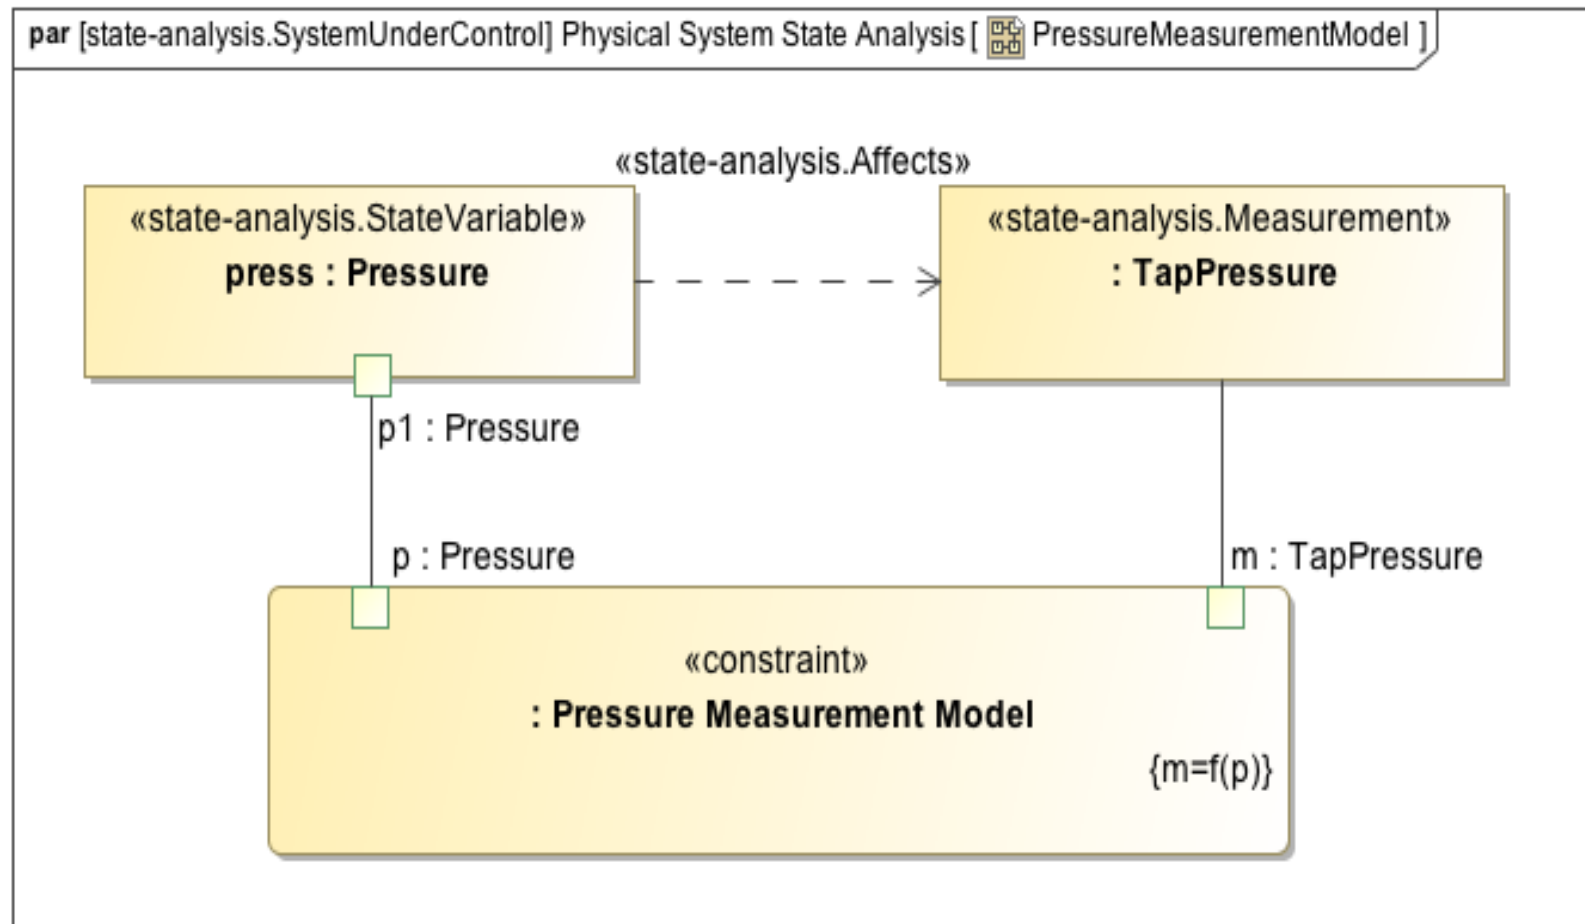 par [state-analysis.SystemUnderControl] Physical System State Analysis [ PressureMeasurementModel ]
«state-analysis.Affects»
«state-analysis.StateVariable»
press : Pressure
«state-analysis.Measurement»
: TapPressure
p1 : Pressure
p : Pressure
m : TapPressure
«constraint»
: Pressure Measurement Model
{m=f(p)}